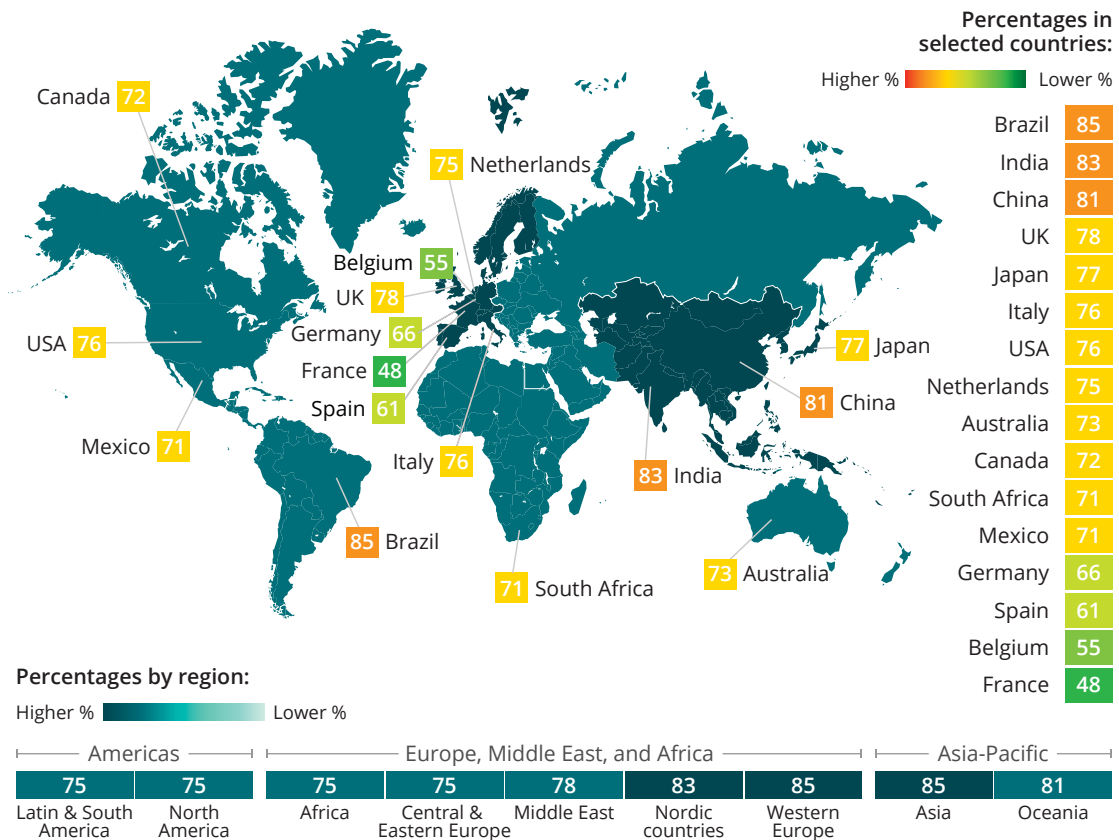 Percentages in
selected countries:
Higher % Lower %
Canada 72
75 Netherlands
Belgium 55
UK 78
Germany 66
USA 76
France 48
77 Japan
Spain 61
81 China
Mexico 71
Italy 76
83 India
85 Brazil
73 Australia
71 South Africa
Brazil 85
India 83
China 81
UK 78
Japan 77
Italy 76
USA 76
Netherlands 75
Australia 73
Canada 72
South Africa 71
Mexico 71
Germany 66
Spain 61
Belgium 55
France 48
Percentages by region:
Higher % Lower %
Americas
75 75
Latin & South
America
North
America
Europe, Middle East, and Africa
75 75 78 83 85
Africa
Central &
Eastern Europe
Middle East
Nordic
countries
Western
Europe
Asia-Pacific
85 81
Asia
Oceania